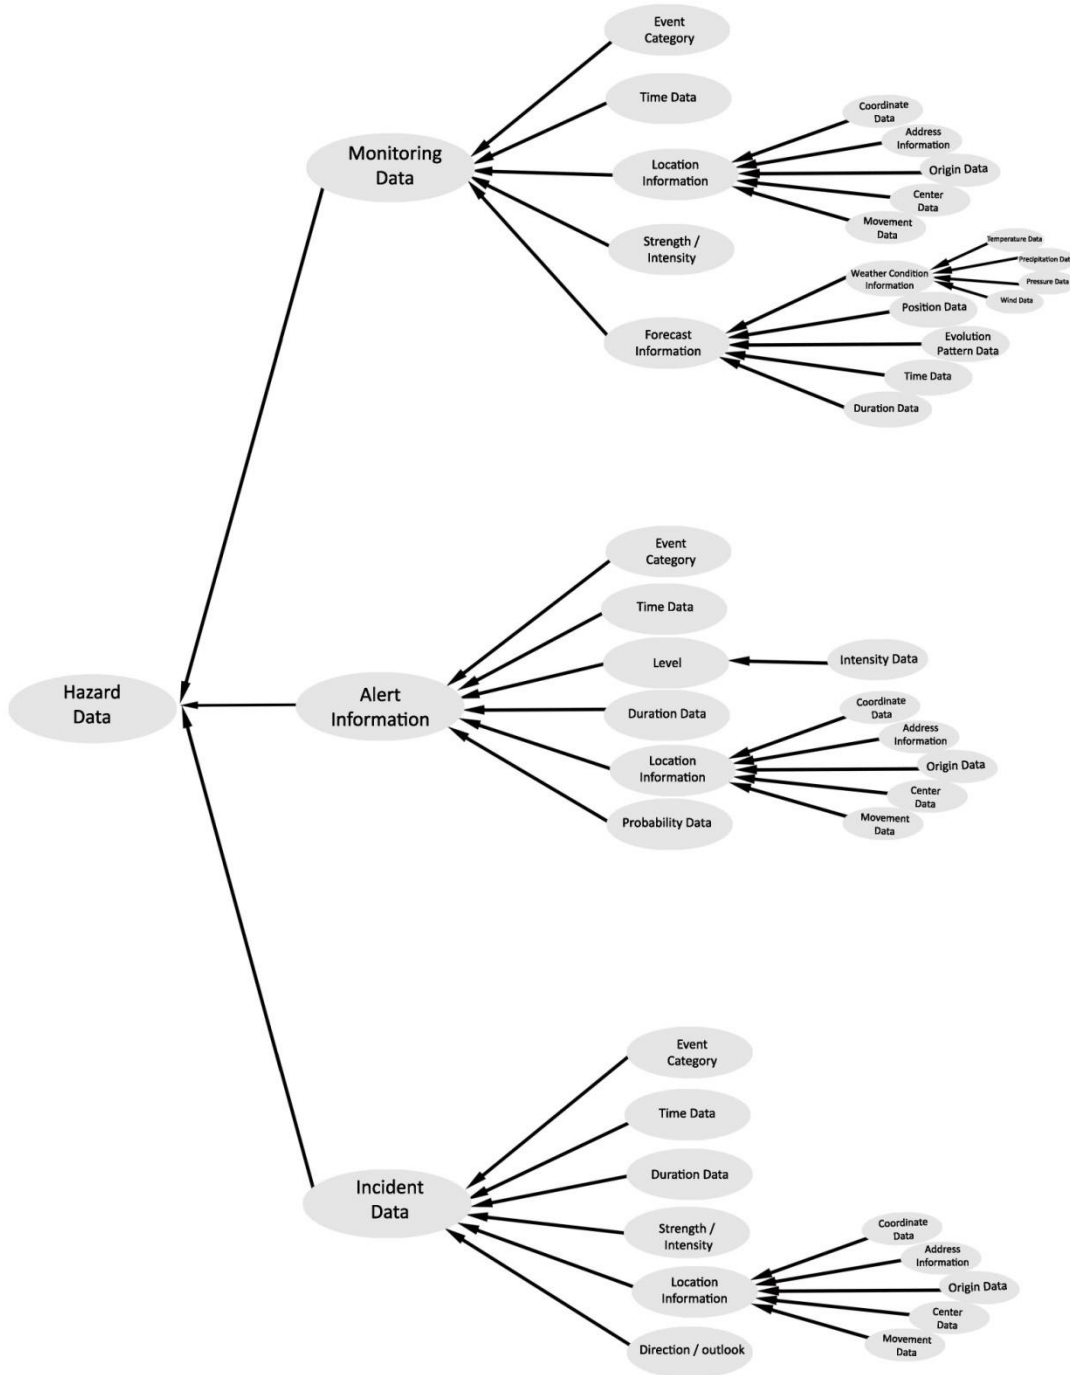 Event
Category
Time Data
Monitoring
Data
Location
Information
Coordinate
Data
Address
Information
Origin Data
Center
Data
Movement
Data
Strength /
Intensity
Forecast
Information
Temperature Data
Precipitation Dat
Weather Condition
Information
Pressure Data
Wind Data
Position Data
Evolution
Pattern Data
Time Data
Duration Data
Hazard
Data
Alert
Information
Event
Category
Time Data
Level
Intensity Data
Duration Data
Location
Information
Coordinate
Data
Address
Information
Origin Data
Center
Data
Movement
Data
Probability Data
Incident
Data
Event
Category
Time Data
Duration Data
Strength /
Intensity
Location
Information
Coordinate
Data
Address
Information
Origin Data
Center
Data
Movement
Data
Direction / outlook